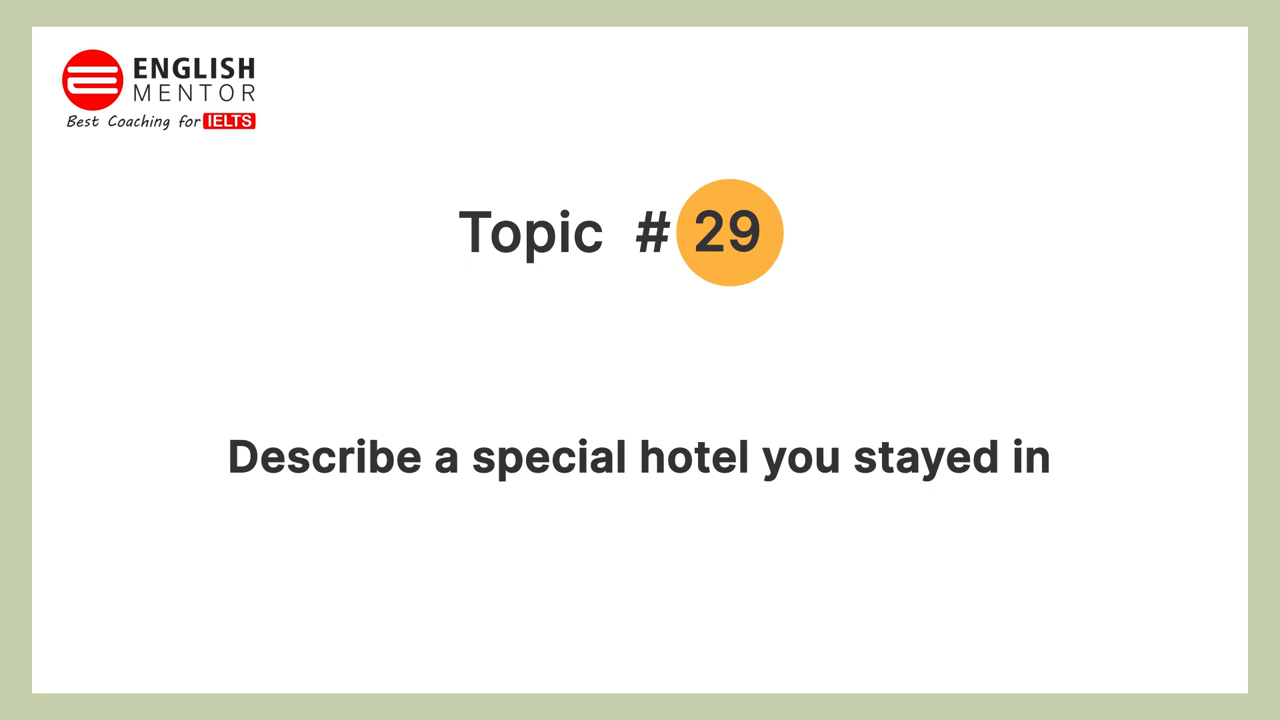 ENGLISH
MENTOR
Best Coaching for IELTS
Topic # 29
Describe a special hotel you stayed in